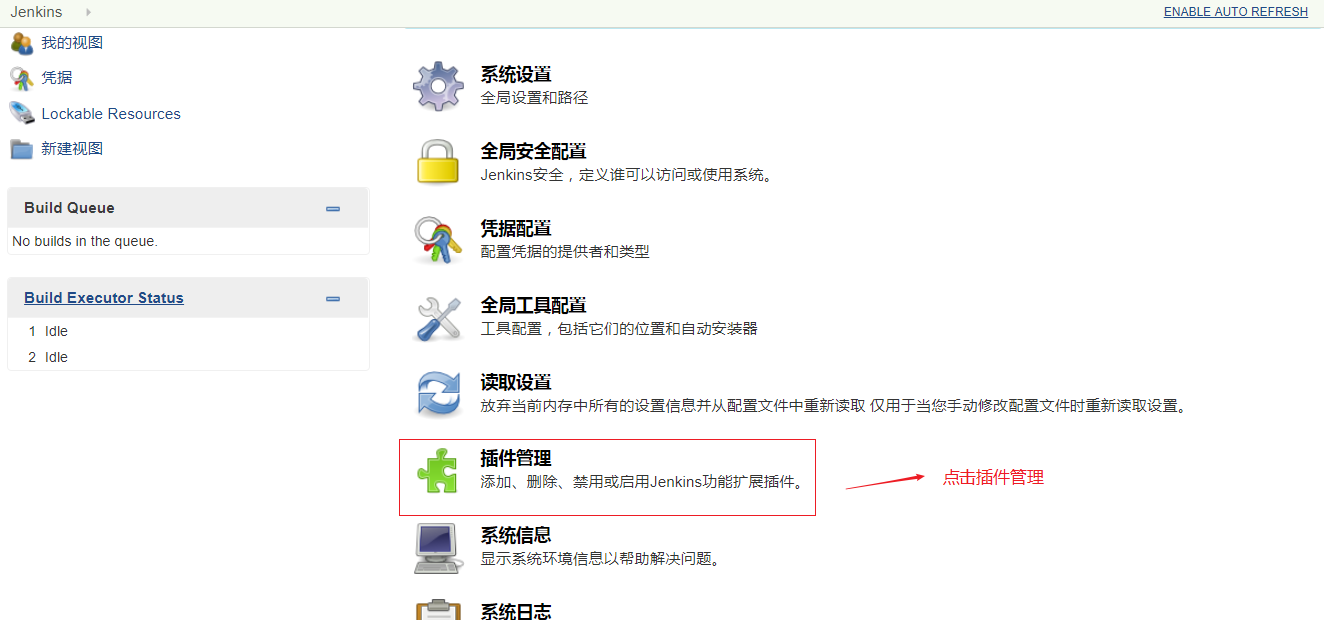 Jenkins
ENABLE AUTO REFRESH
我的视图
凭据
Lockable Resources
新建视图
Build Queue
No builds in the queue.
Build Executor Status
1 Idle
2 Idle
系统设置
全局设置和路径
全局安全配置
Jenkins安全，定义谁可以访问或使用系统。
凭据配置
配置凭据的提供者和类型
全局工具配置
工具配置，包括它们的位置和自动安装器
读取设置
放弃当前内存中所有的设置信息并从配置文件中重新读取 仅用于当您手动修改配置文件时重新读取设置。
插件管理
添加、删除、禁用或启用Jenkins功能扩展插件。
点击插件管理
系统信息
显示系统环境信息以帮助解决问题。
系统日志